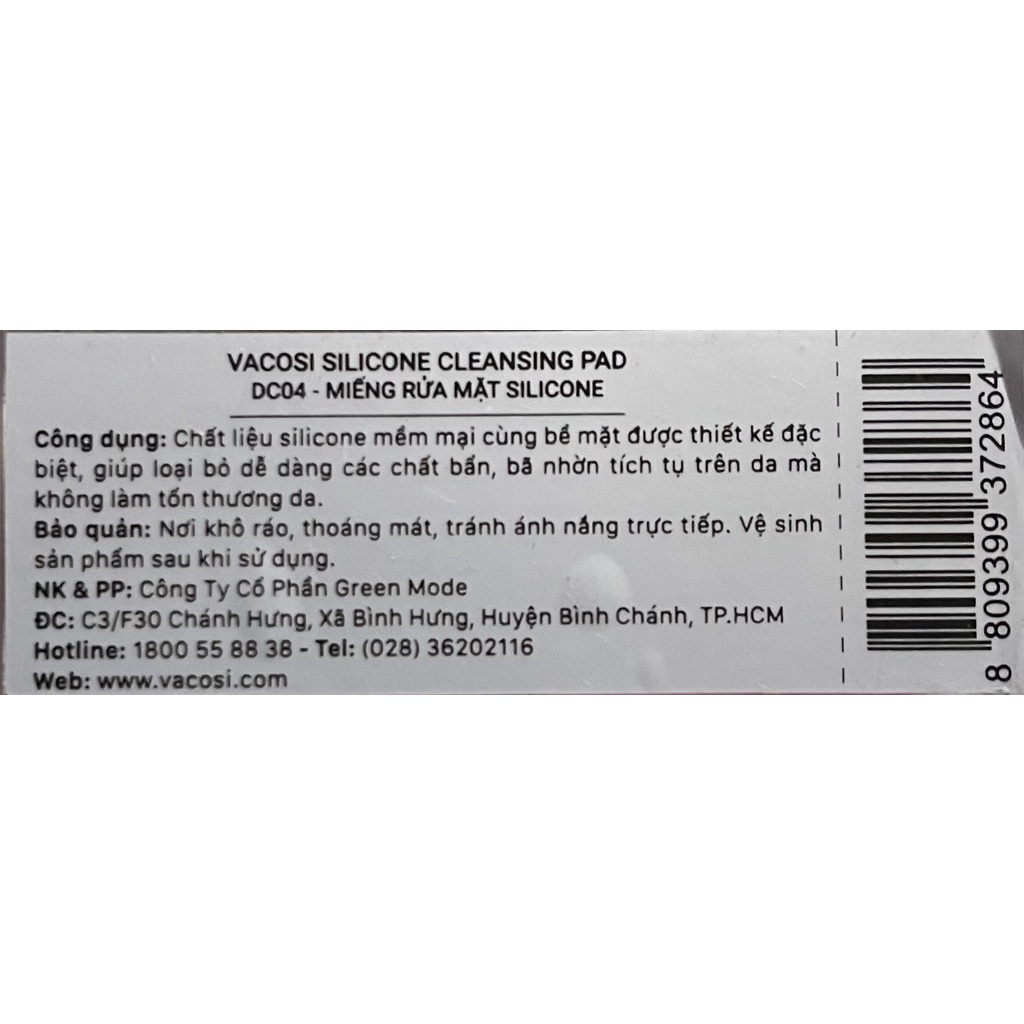 VACOSI SILICONE CLEANSING PAD
DC04 - MIẾNG RỬA MẶT SILICONE
Công dụng: Chất liệu silicone mềm mại cùng bề mặt được thiết kế đặc
biệt, giúp loại bỏ dễ dàng các chất bẩn, bã nhờn tích tụ trên da mà
không làm tổn thương da.
Bảo quản: Nơi khô ráo, thoáng mát, tránh ánh nắng trực tiếp. Vệ sinh
sản phẩm sau khi sử dụng.
NK & PP: Công Ty Cổ Phần Green Mode
ĐC: C3/F30 Chánh Hưng, Xã Bình Hưng, Huyện Bình Chánh, TP.HCM
Hotline: 1800 55 88 38 - Tel: (028) 36202116
Web: www.vacosi.com
8 809399 372864